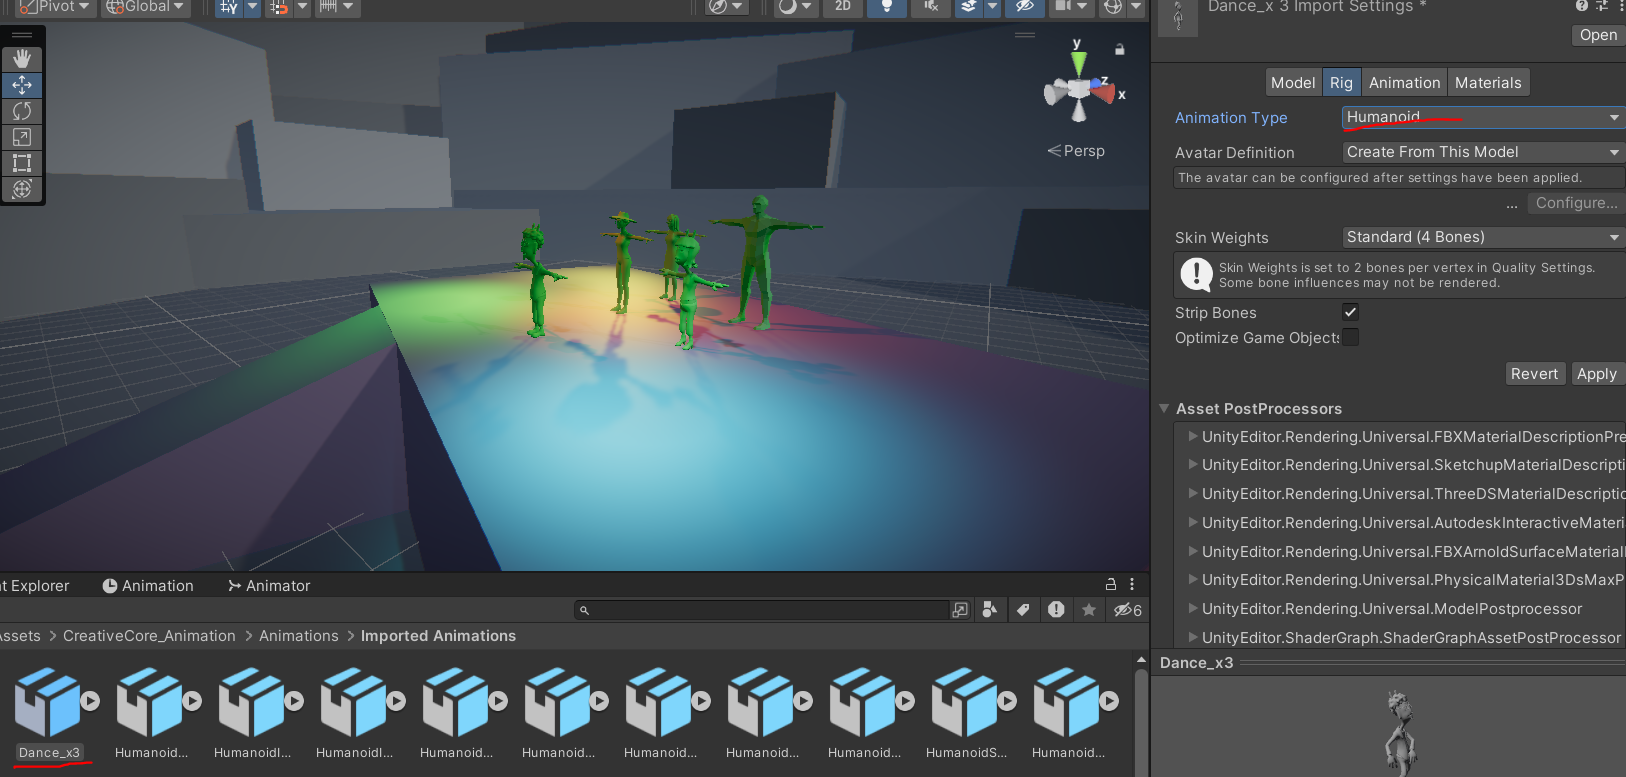 Pivot
Global
2D
Dance_x 3 Import Settings *
Open
y
z
x
Persp
Model
Rig
Animation
Materials
Animation Type
Humanoid
Avatar Definition
Create From This Model
The avatar can be configured after settings have been applied.
...
Configure...
Skin Weights
Standard (4 Bones)
Skin Weights is set to 2 bones per vertex in Quality Settings.
Some bone influences may not be rendered.
Strip Bones
Optimize Game Objects
Revert
Apply
Asset PostProcessors
UnityEditor.Rendering.Universal.FBXMaterialDescriptionPre
UnityEditor.Rendering.Universal.SketchupMaterialDescripti
UnityEditor.Rendering.Universal.ThreeDSMaterialDescriptio
UnityEditor.Rendering.Universal.AutodeskInteractiveMateri
UnityEditor.Rendering.Universal.FBXArnoldSurfaceMaterial
UnityEditor.Rendering.Universal.PhysicalMaterial3DsMaxP
UnityEditor.Rendering.Universal.ModelPostprocessor
UnityEditor.ShaderGraph.ShaderGraphAssetPostProcessor
Dance_x3
t Explorer
Animation
Animator
6
Assets > CreativeCore_Animation > Animations > Imported Animations
Dance_x3
Humanoid...
HumanoidI...
HumanoidI...
Humanoid...
Humanoid...
Humanoid...
Humanoid...
Humanoid...
HumanoidS...
Humanoid...